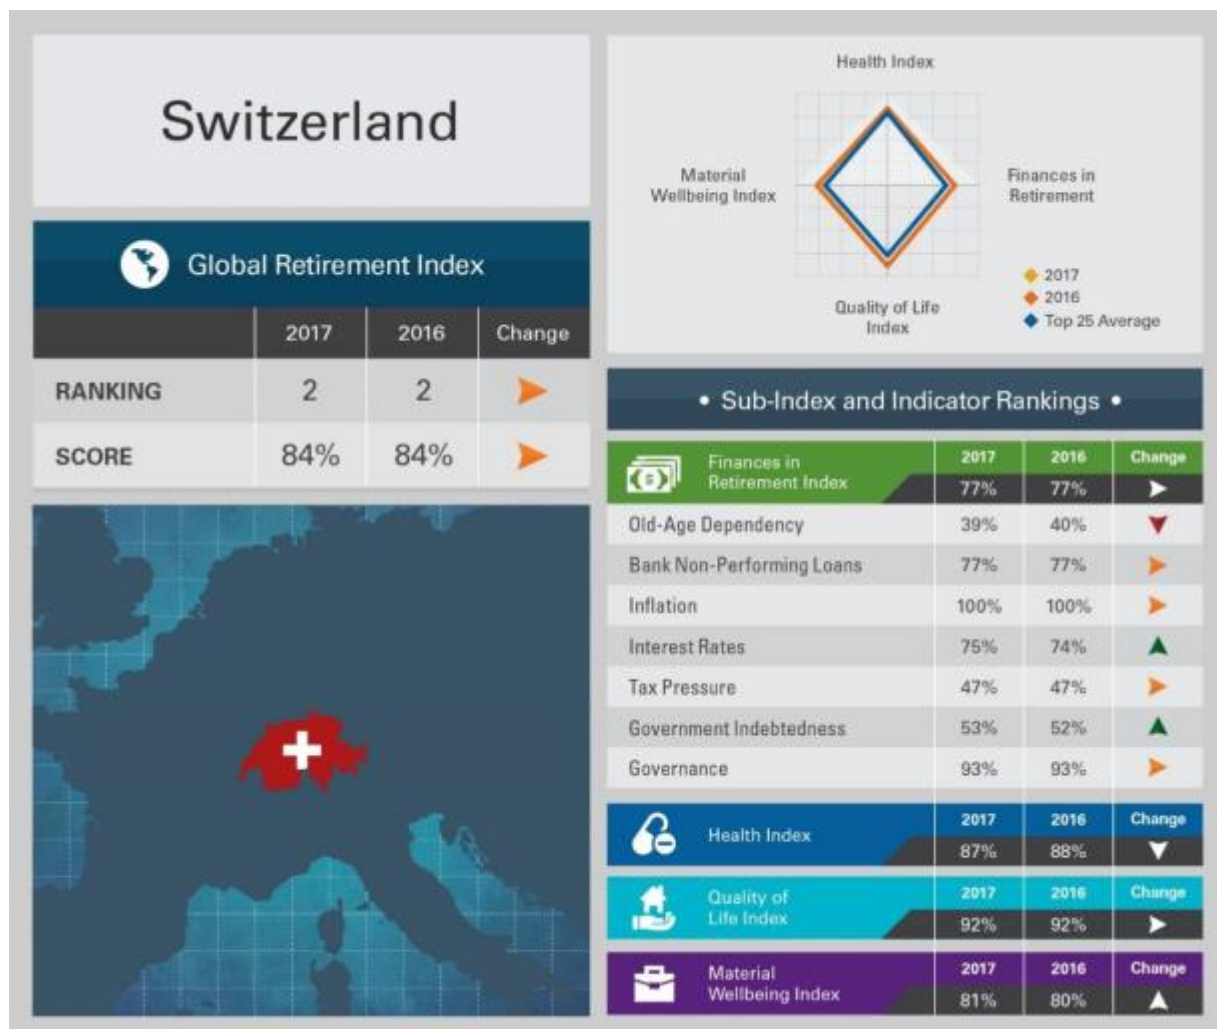 Switzerland
Global Retirement Index
2017 2016 Change
RANKING 2 2
SCORE 84% 84%
Health Index
Material
Wellbeing Index
Finances in
Retirement
Quality of Life
Index
2017
2016
Top 25 Average
• Sub-Index and Indicator Rankings •
Finances in
Retirement Index
2017 2016 Change
77% 77%
Old-Age Dependency 39% 40%
Bank Non-Performing Loans 77% 77%
Inflation 100% 100%
Interest Rates 75% 74%
Tax Pressure 47% 47%
Government Indebtedness 53% 52%
Governance 93% 93%
Health Index
2017 2016 Change
87% 88%
Quality of
Life Index
2017 2016 Change
92% 92%
Material
Wellbeing Index
2017 2016 Change
81% 80%